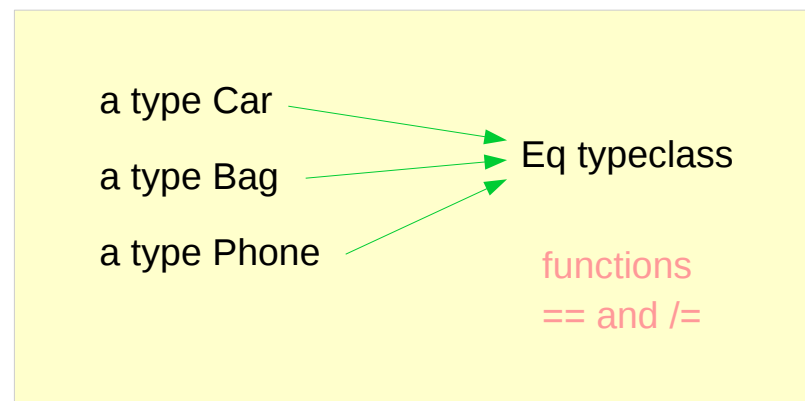 a type Car
Eq typeclass
a type Bag
a type Phone
functions
== and /=